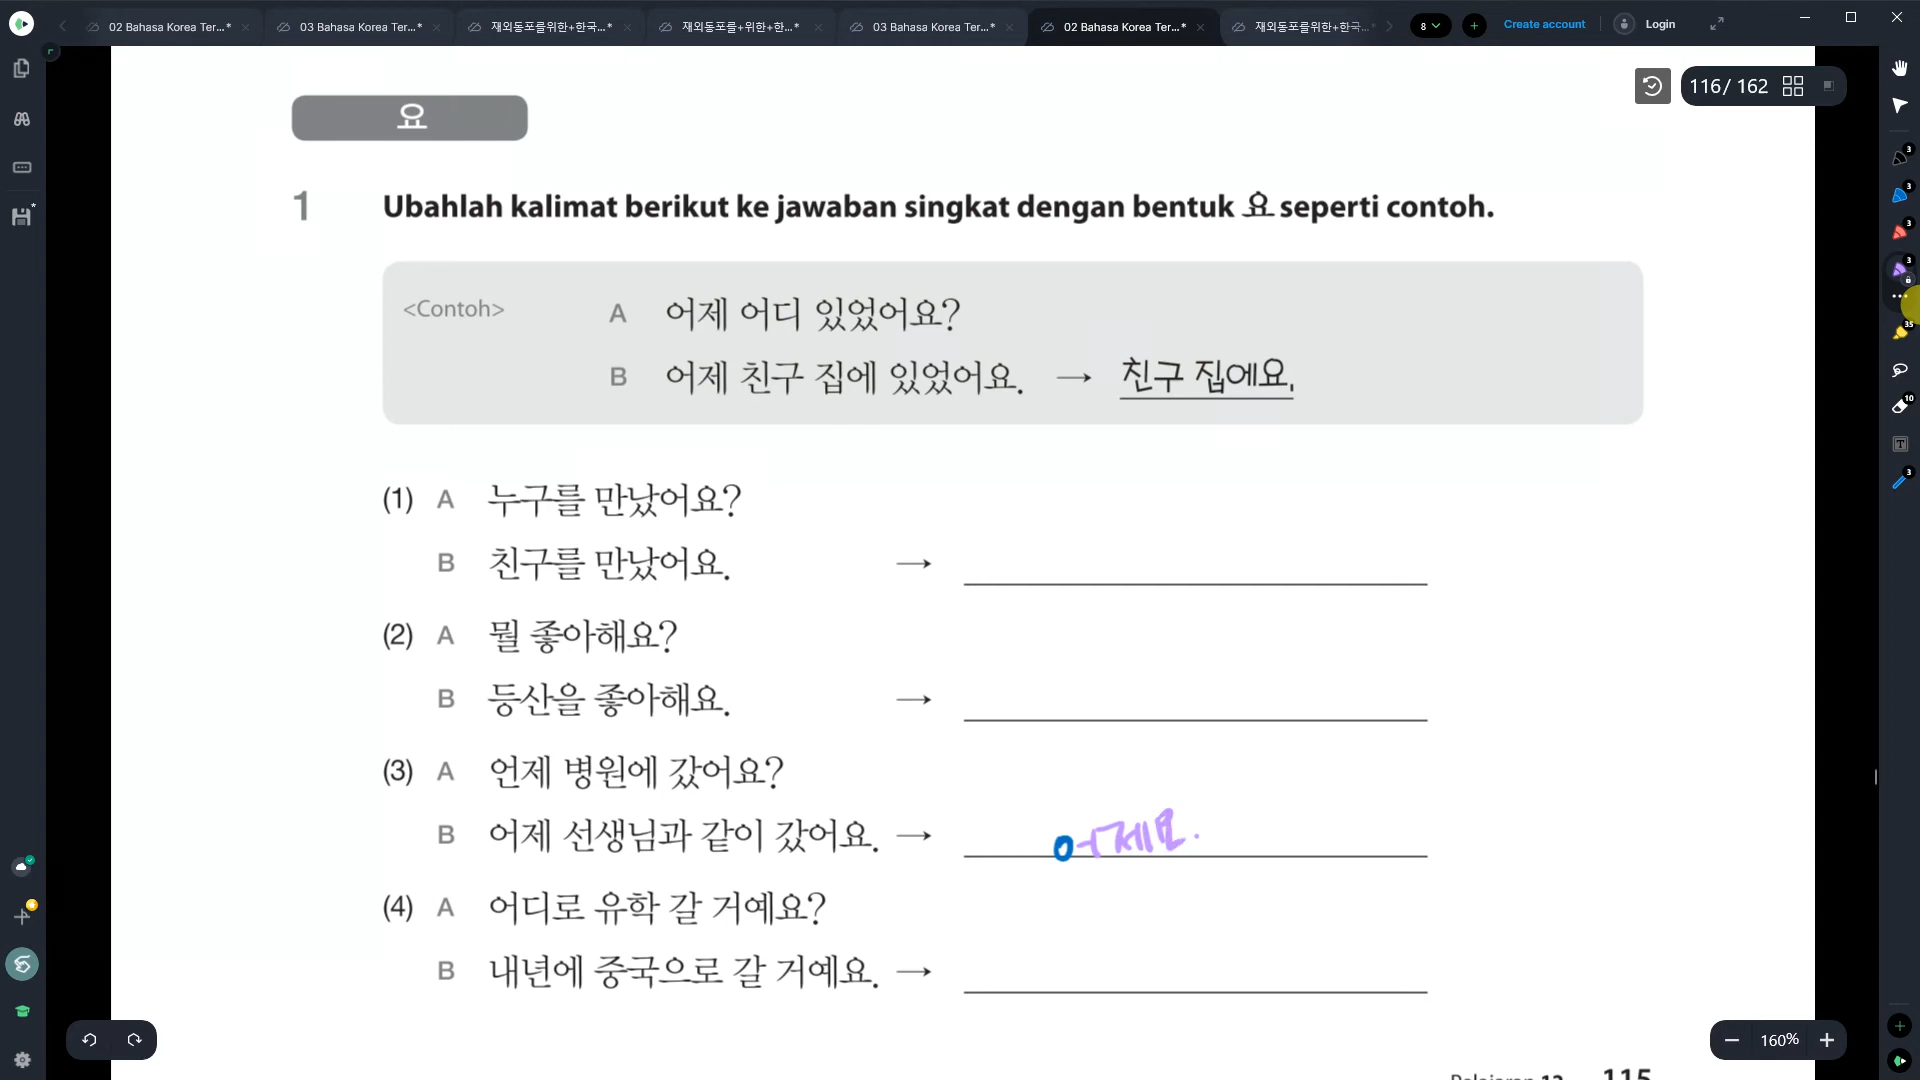 02 Bahasa Korea Ter...* 03 Bahasa Korea Ter...* 재외동포를위한+한국...* 재외동포를+위한+한...* 03 Bahasa Korea Ter...* 02 Bahasa Korea Ter...* 재외동포를위한+한국...* 8 Create account Login
116/ 162
요
1 Ubahlah kalimat berikut ke jawaban singkat dengan bentuk 요 seperti contoh.
<Contoh> A 어제 어디 있었어요?
B 어제 친구 집에 있었어요. → 친구 집에요.
(1) A 누구를 만났어요?
B 친구를 만났어요. →
(2) A 뭘 좋아해요?
B 등산을 좋아해요. →
(3) A 언제 병원에 갔어요?
B 어제 선생님과 같이 갔어요. → 어제요.
(4) A 어디로 유학 갈 거예요?
B 내년에 중국으로 갈 거예요. →
160%
3
3
3
3
35
10
3